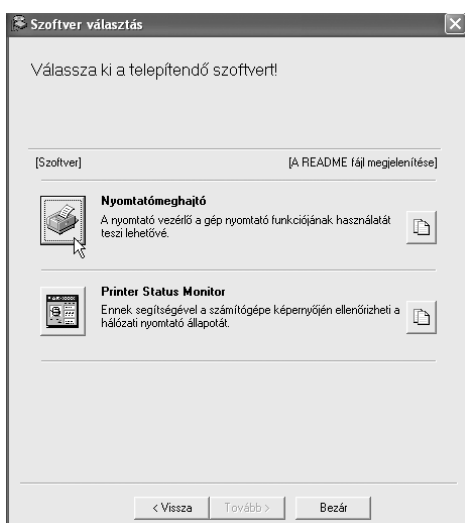 Szoftver választás
Válassza ki a telepítendő szoftvert!
[Szoftver] [A README fájl megjelenítése]
Nyomtatómeghajtó
A nyomtató vezérlő a gép nyomtató funkciójának használatát
teszi lehetővé.
Printer Status Monitor
Ennek segítségével a számítógépe képernyőjén ellenőrizheti a
hálózati nyomtató állapotát.
< Vissza Tovább > Bezár